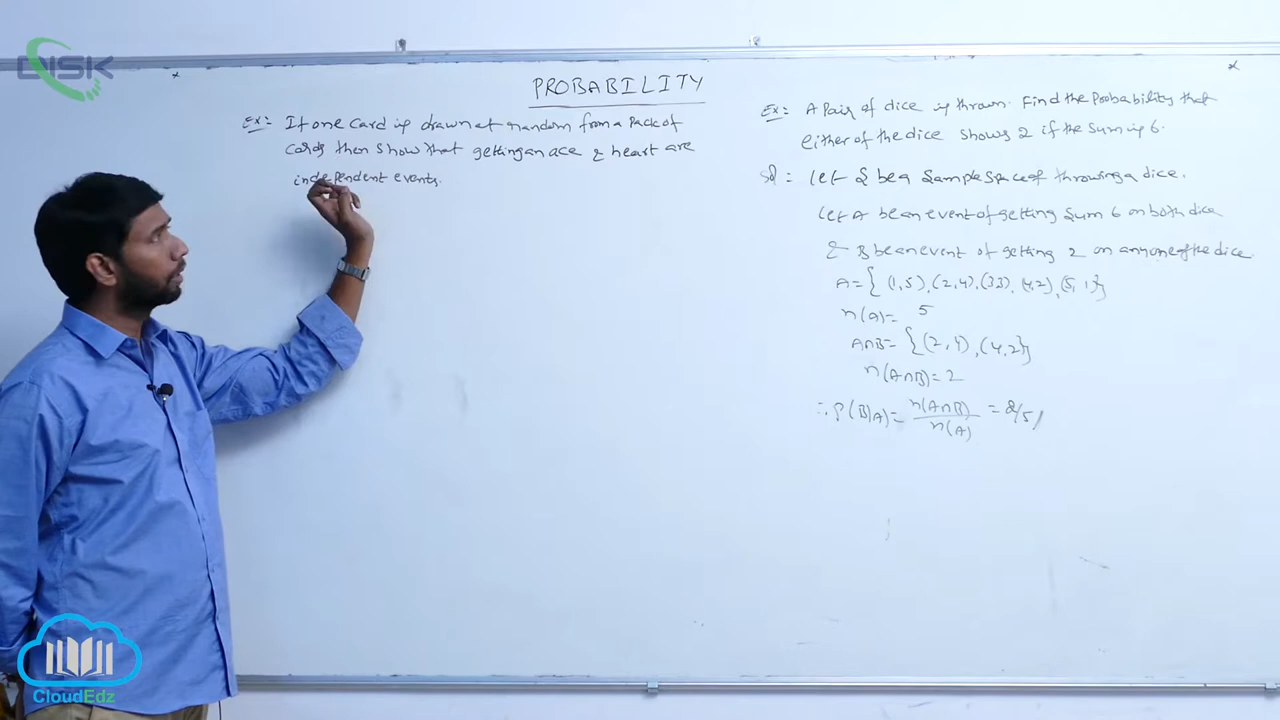 DISK
PROBABILITY
Ex:- If one Card is drawn at random from a Pack of
Cards then show that getting an ace & heart are
independent events.
Ex:- A Pair of dice is thrown. Find the Probability that
either of the dice shows 2 if the sum is 6.
Sol:- Let S be a Sample space of throwing a dice.
Let A be an event of getting Sum 6 on both dice
& B be an event of getting 2 on any one of the dice.
A = { (1,5), (2,4), (3,3), (4,2), (5,1)}
n(A) = 5
A∩B = {(2,4), (4,2)}
n(A∩B) = 2
∴ P(B|A) = n(A∩B) / n(A) = 2/5
CloudEdz